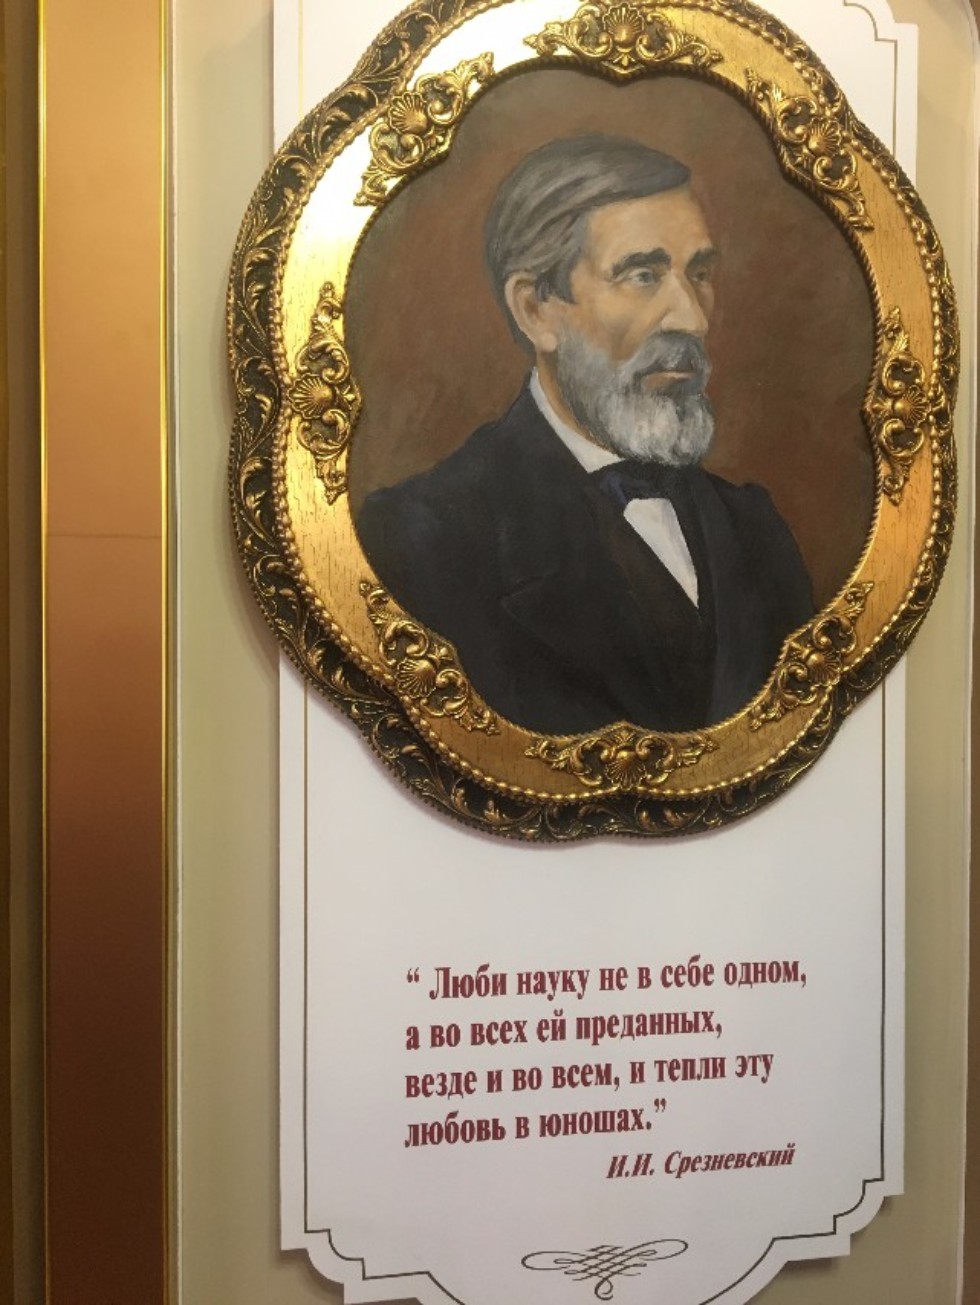 “ Люби науку не в себе одном,
а во всех ей преданных,
везде и во всем, и тепли эту
любовь в юношах.”
И.И. Срезневский